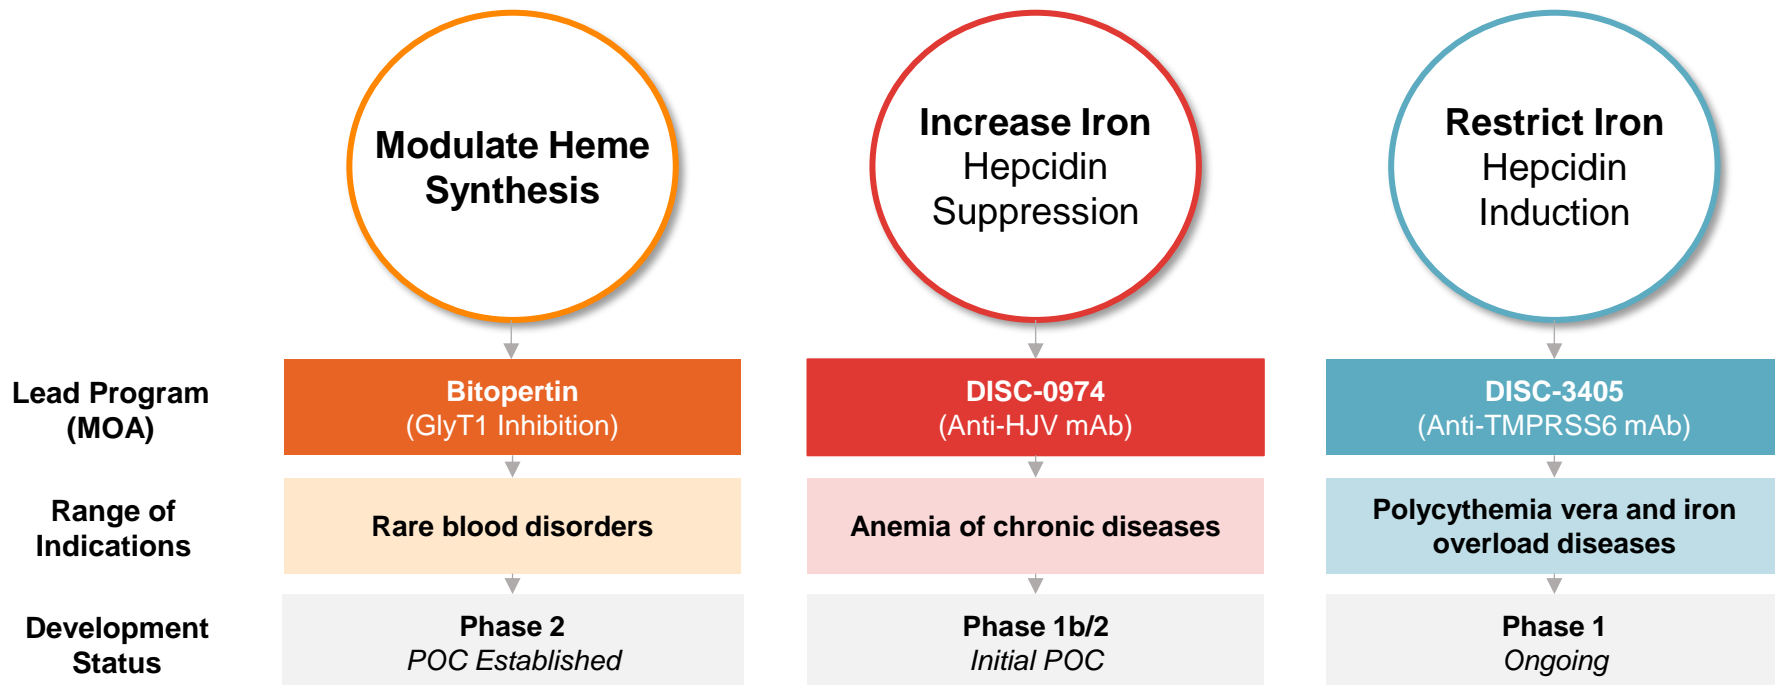 Modulate Heme
Synthesis
Increase Iron
Hepcidin
Suppression
Restrict Iron
Hepcidin
Induction
Lead Program
(MOA)
Bitopertin
(GlyT1 Inhibition)
DISC-0974
(Anti-HJV mAb)
DISC-3405
(Anti-TMPRSS6 mAb)
Range of
Indications
Rare blood disorders
Anemia of chronic diseases
Polycythemia vera and iron
overload diseases
Development
Status
Phase 2
POC Established
Phase 1b/2
Initial POC
Phase 1
Ongoing